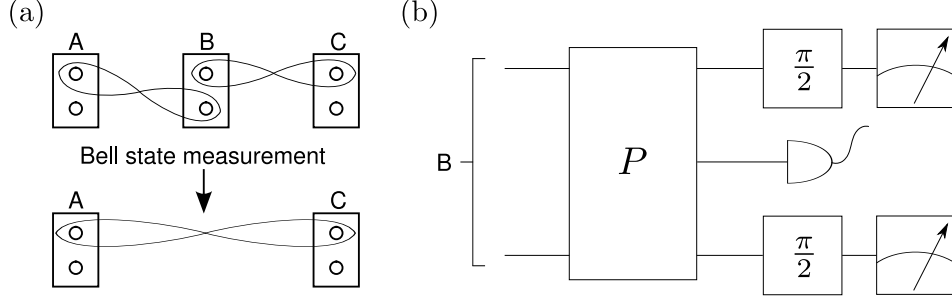 (a)
A B C
Bell state measurement
A C
(b)
B
P
π/2
π/2